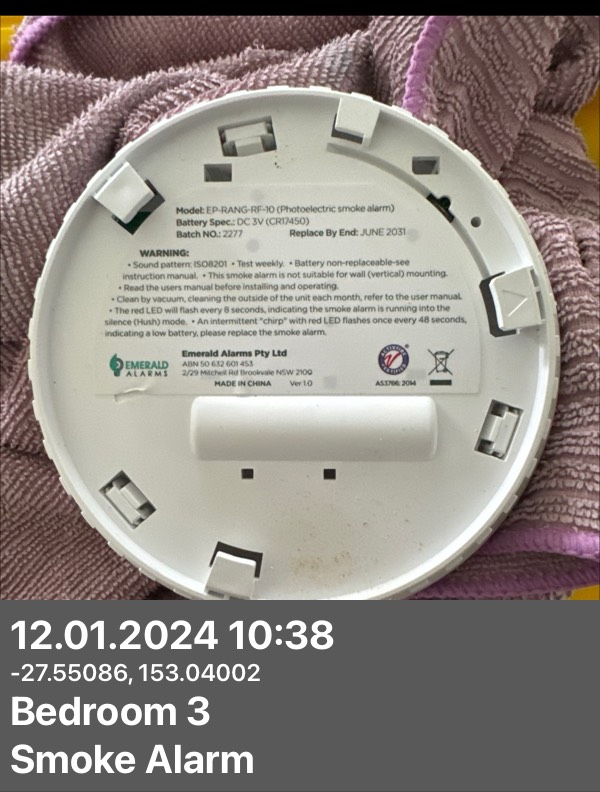 Model: EP-RANG-RF-10 (Photoelectric smoke alarm)
Battery Spec.: DC 3V (CR17450)
Batch NO.: 2277 Replace By End: JUNE 2031
WARNING:
• Sound pattern: ISO8201 • Test weekly. • Battery non-replaceable-see
instruction manual. • This smoke alarm is not suitable for wall (vertical) mounting.
• Read the users manual before installing and operating.
• Clean by vacuum, cleaning the outside of the unit each month, refer to the user manual.
• The red LED will flash every 8 seconds, indicating the smoke alarm is running into the
silence (Hush) mode. • An intermittent "chirp" with red LED flashes once every 48 seconds,
indicating a low battery, please replace the smoke alarm.
EMERALD
ALARMS
Emerald Alarms Pty Ltd
ABN 50 632 601 453
2/29 Mitchell Rd Brookvale NSW 2100
MADE IN CHINA Ver 1.0
AS3786: 2014
12.01.2024 10:38
-27.55086, 153.04002
Bedroom 3
Smoke Alarm